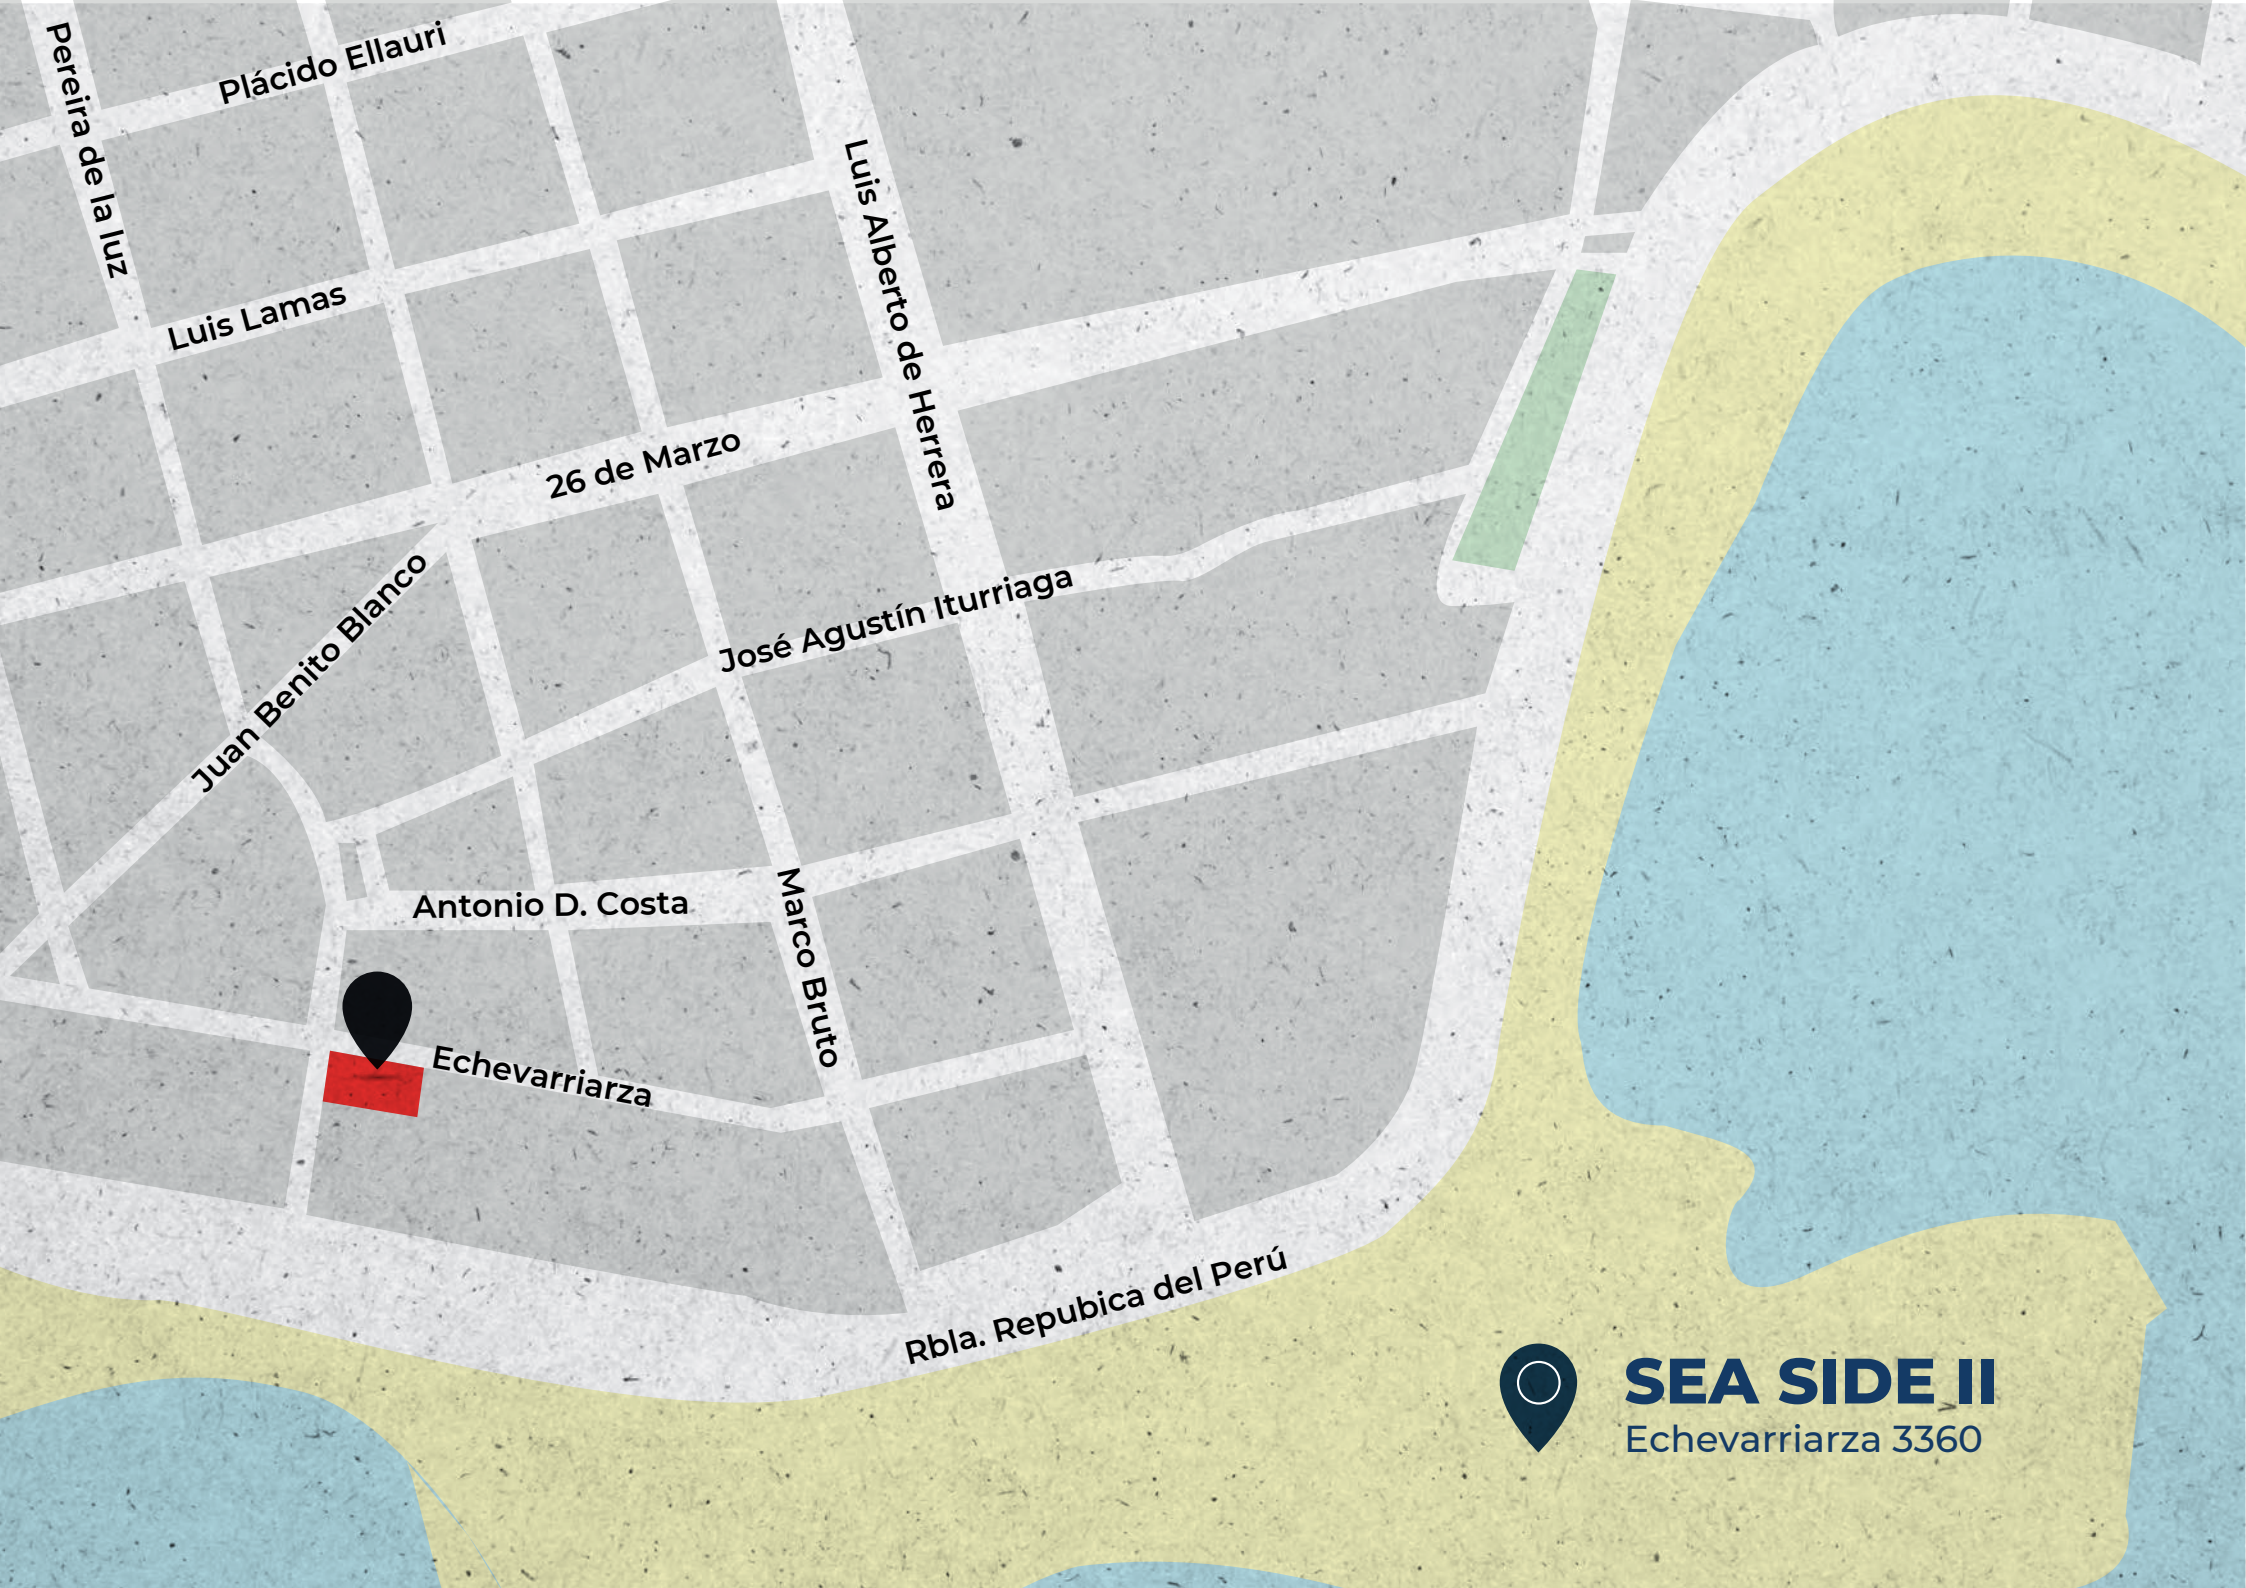 Pereira de la luz
Plácido Ellauri
Luis Alberto de Herrera
Luis Lamas
26 de Marzo
Juan Benito Blanco
José Agustín Iturriaga
Antonio D. Costa
Marco Bruto
Echevarriarza
Rbla. Repubica del Perú
SEA SIDE II
Echevarriarza 3360